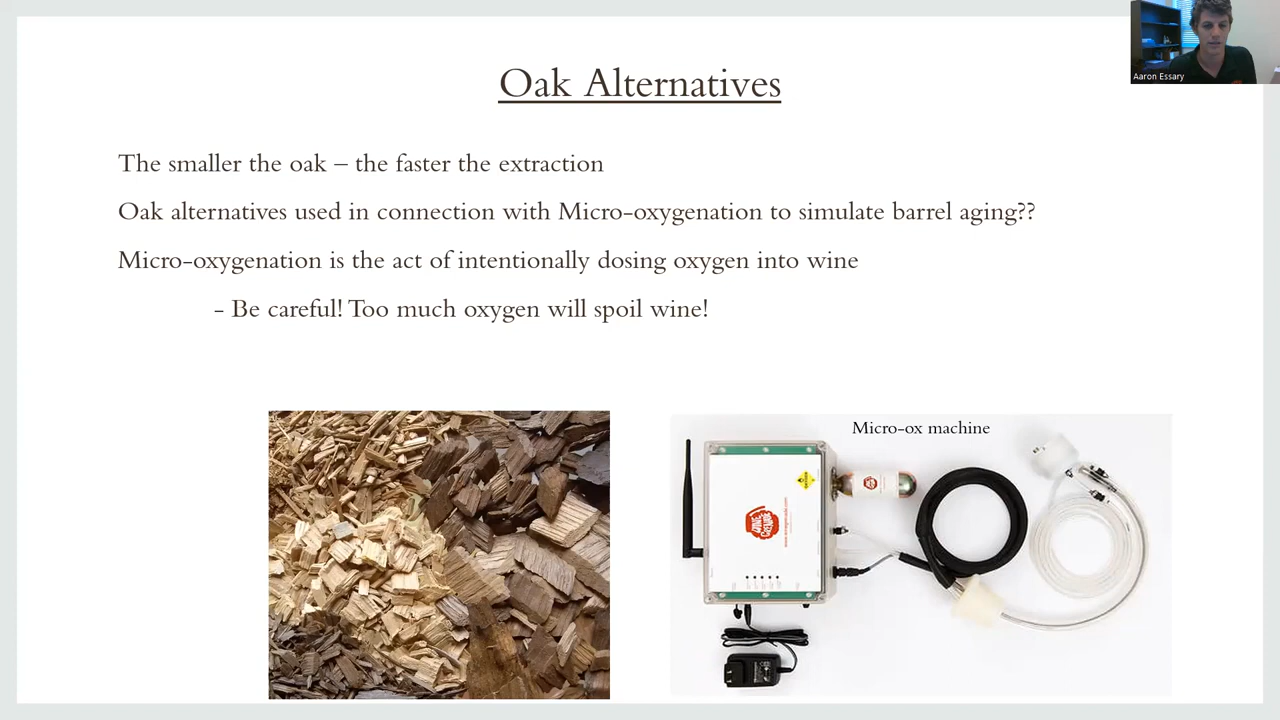 Oak Alternatives
Aaron Essary
The smaller the oak – the faster the extraction
Oak alternatives used in connection with Micro-oxygenation to simulate barrel aging??
Micro-oxygenation is the act of intentionally dosing oxygen into wine
- Be careful! Too much oxygen will spoil wine!
Micro-ox machine